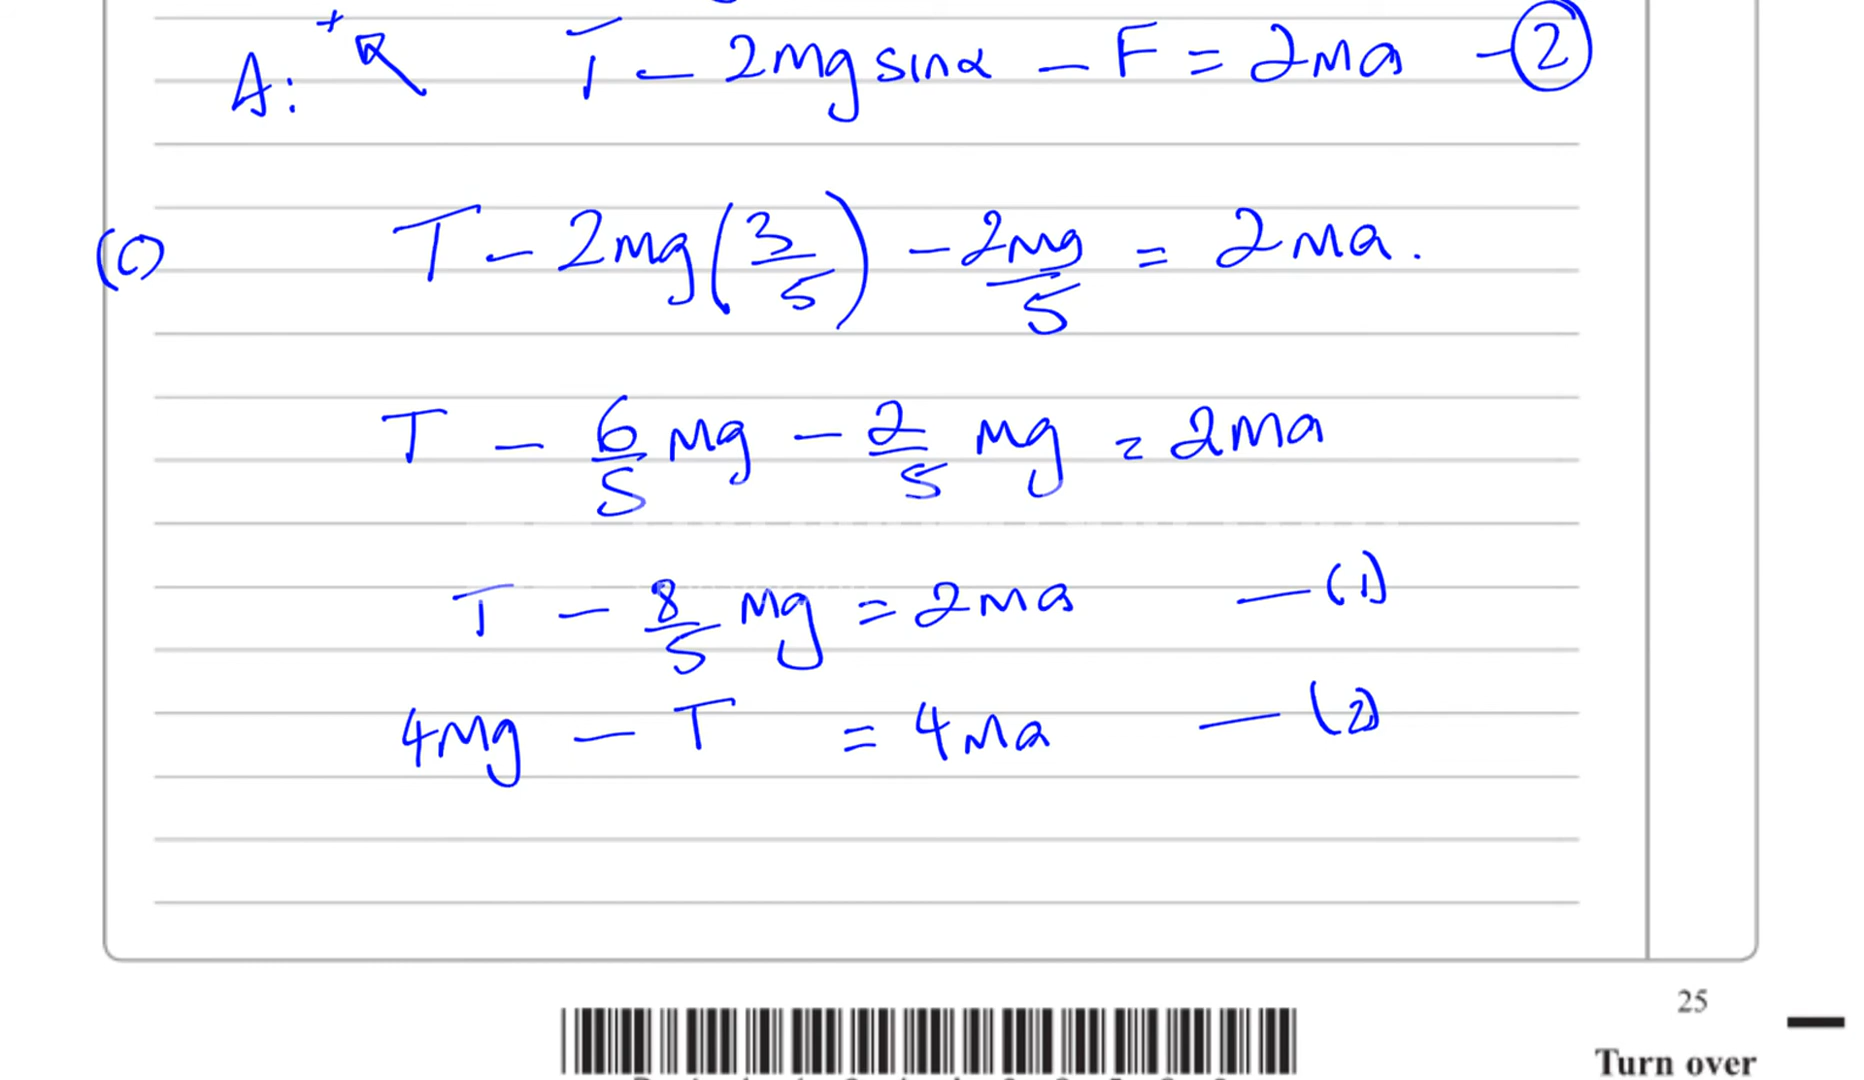 A: + T - 2mg sinα - F = 2ma - ②
(c) T - 2mg(3/5) - 2mg/5 = 2ma.
T - 6/5 mg - 2/5 mg = 2ma
T - 8/5 mg = 2ma - (1)
4mg - T = 4ma - (2)
25
Turn over